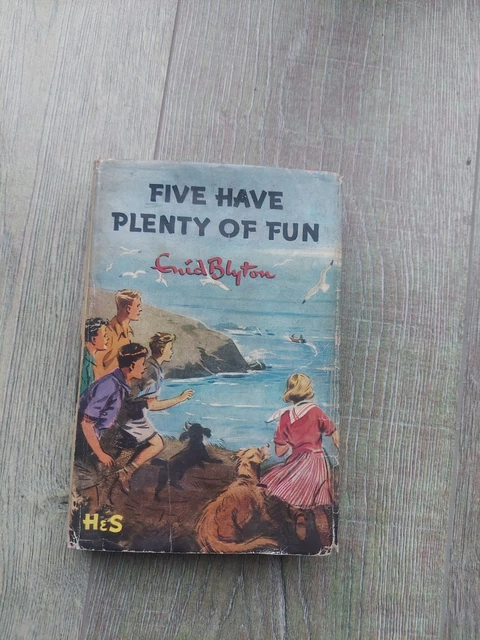 FIVE HAVE
PLENTY OF FUN
Enid Blyton
H&S